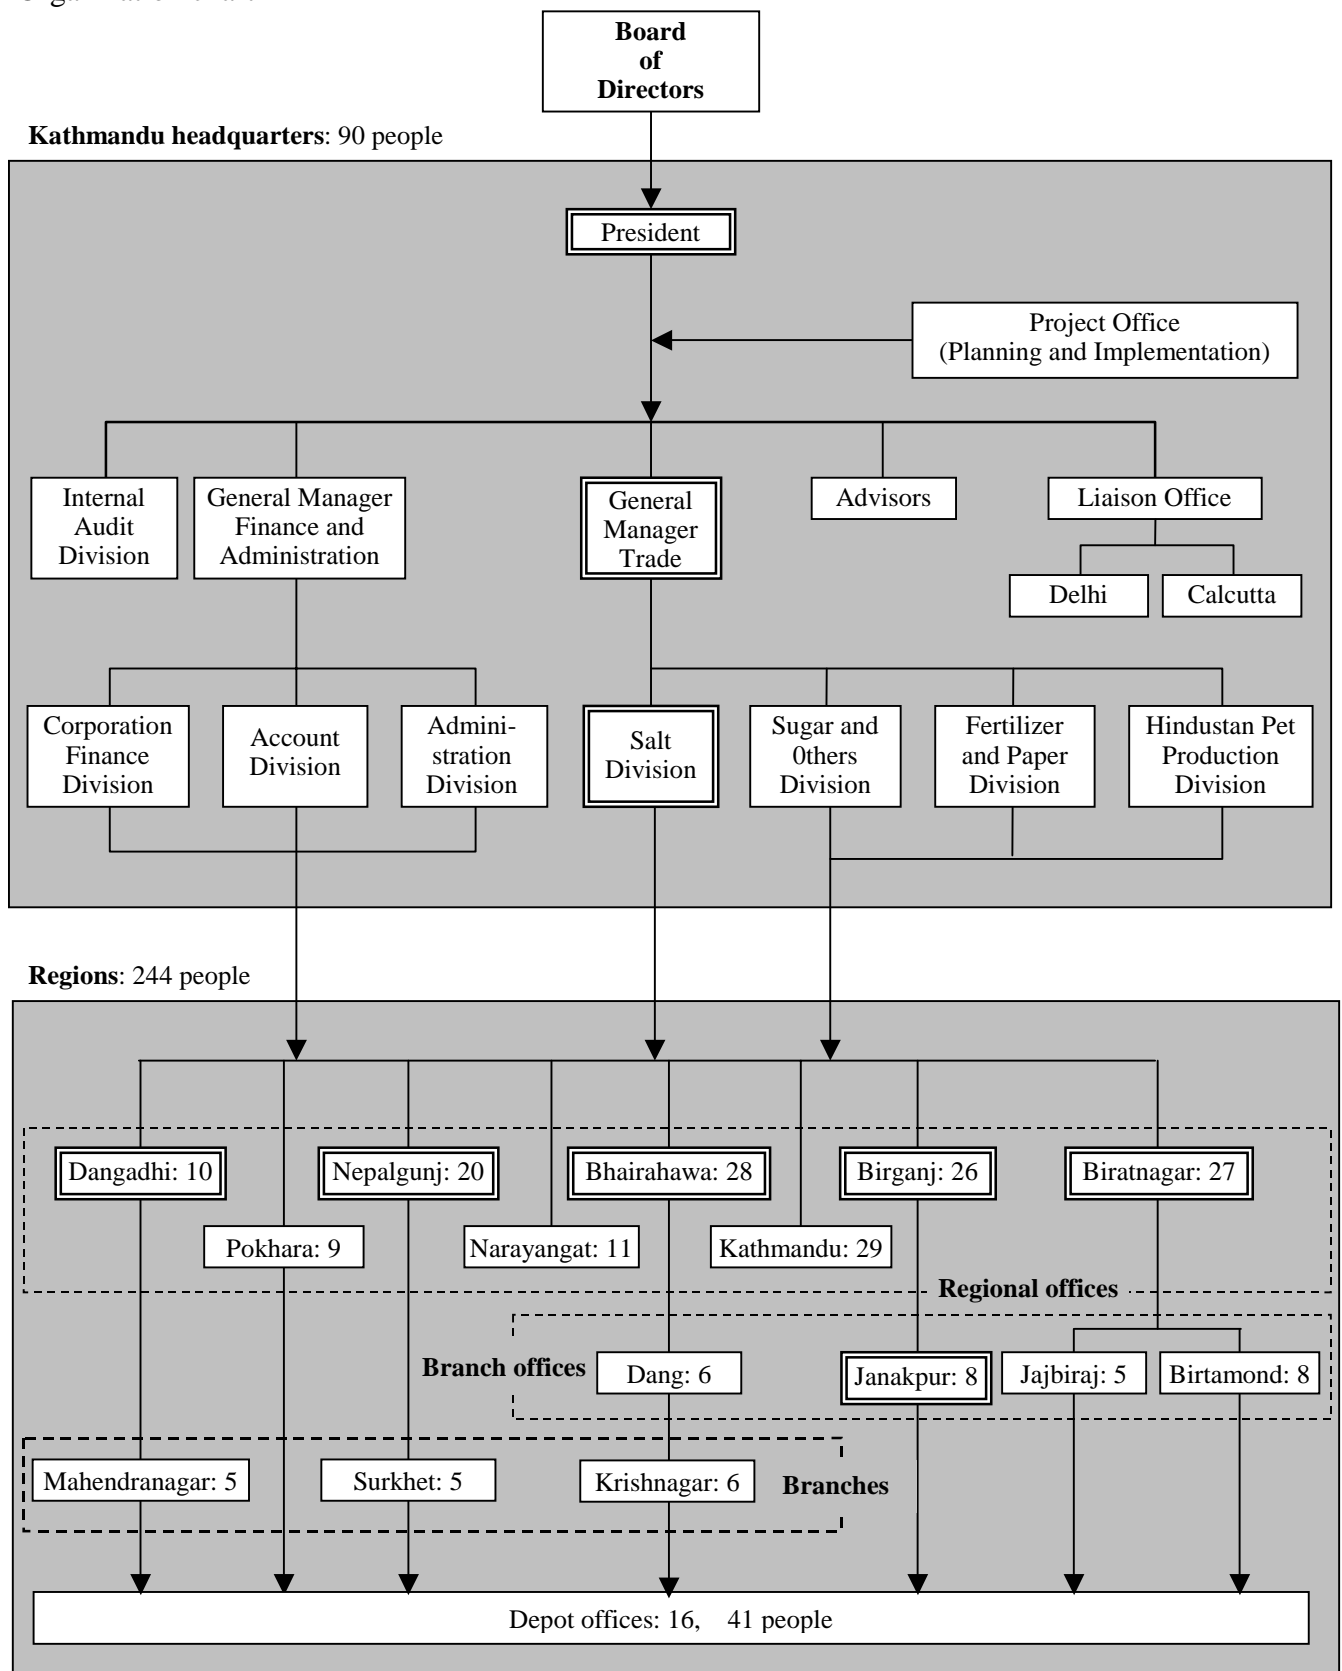 Board
of
Directors
Kathmandu headquarters: 90 people
President
Project Office
(Planning and Implementation)
Internal
Audit
Division
General Manager
Finance and
Administration
General
Manager
Trade
Advisors
Liaison Office
Delhi
Calcutta
Corporation
Finance
Division
Account
Division
Admini-
stration
Division
Salt
Division
Sugar and
0thers
Division
Fertilizer
and Paper
Division
Hindustan Pet
Production
Division
Regions: 244 people
Dangadhi: 10
Nepalgunj: 20
Bhairahawa: 28
Birganj: 26
Biratnagar: 27
Pokhara: 9
Narayangat: 11
Kathmandu: 29
Regional offices
Branch offices
Dang: 6
Janakpur: 8
Jajbiraj: 5
Birtamond: 8
Mahendranagar: 5
Surkhet: 5
Krishnagar: 6
Branches
Depot offices: 16, 41 people